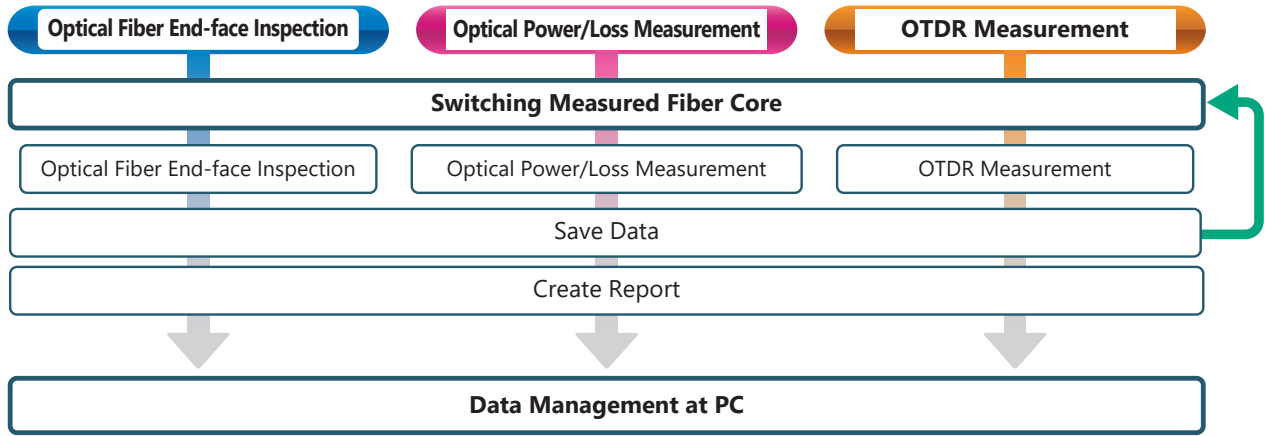 Optical Fiber End-face Inspection
Optical Power/Loss Measurement
OTDR Measurement
Switching Measured Fiber Core
Optical Fiber End-face Inspection
Optical Power/Loss Measurement
OTDR Measurement
Save Data
Create Report
Data Management at PC